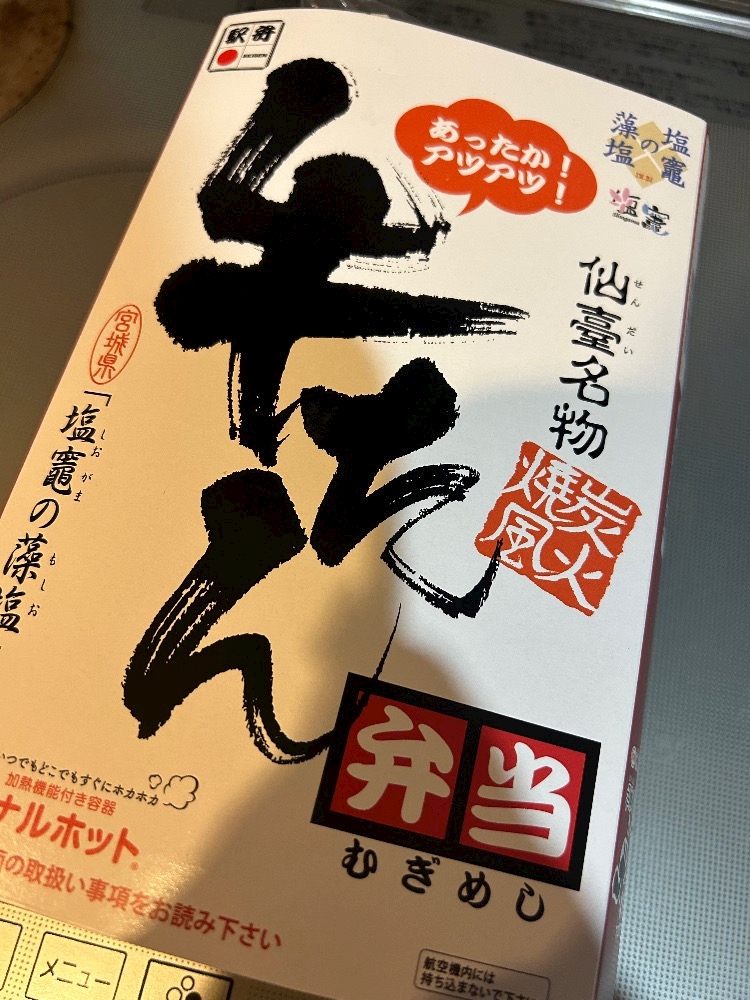 駅弁
あったか!
アツアツ!!
藻塩の塩竈
謹製
塩竈
仙臺名物
せんだい
炭火焼風
牛たん
弁当
むぎめし
宮城県
「塩竈の藻塩
しおがま もしお
いつでもどこでもすぐにホカホカ
加熱機能付き容器
ナルホット
の取扱い事項をお読み下さい
航空機内には
持ち込まないで下さ
メニュー